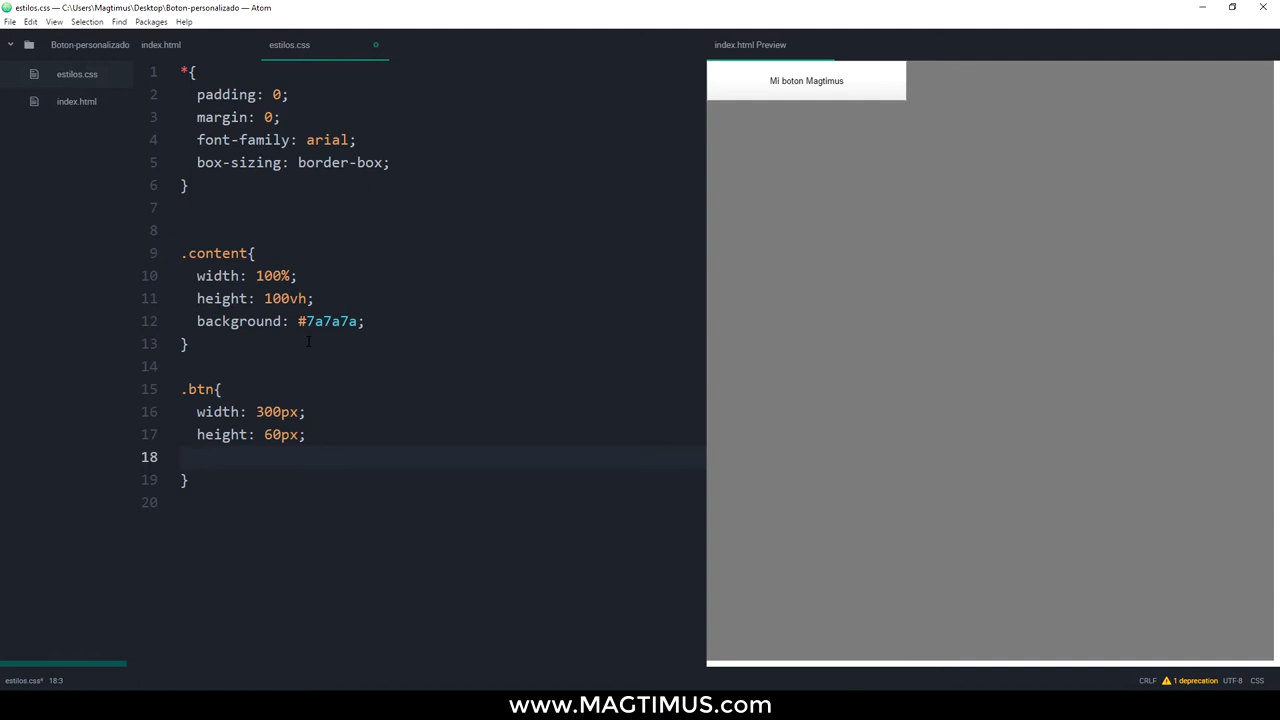 estilos.css — C:\Users\Magtimus\Desktop\Boton-personalizado — Atom
File Edit View Selection Find Packages Help
Boton-personalizado
estilos.css
index.html
index.html estilos.css
1 *{
2 padding: 0;
3 margin: 0;
4 font-family: arial;
5 box-sizing: border-box;
6 }
7
8
9 .content{
10 width: 100%;
11 height: 100vh;
12 background: #7a7a7a;
13 }
14
15 .btn{
16 width: 300px;
17 height: 60px;
18
19 }
20
index.html Preview
Mi boton Magtimus
estilos.css* 18:3
CRLF 1 deprecation UTF-8 CSS
www.MAGTIMUS.com